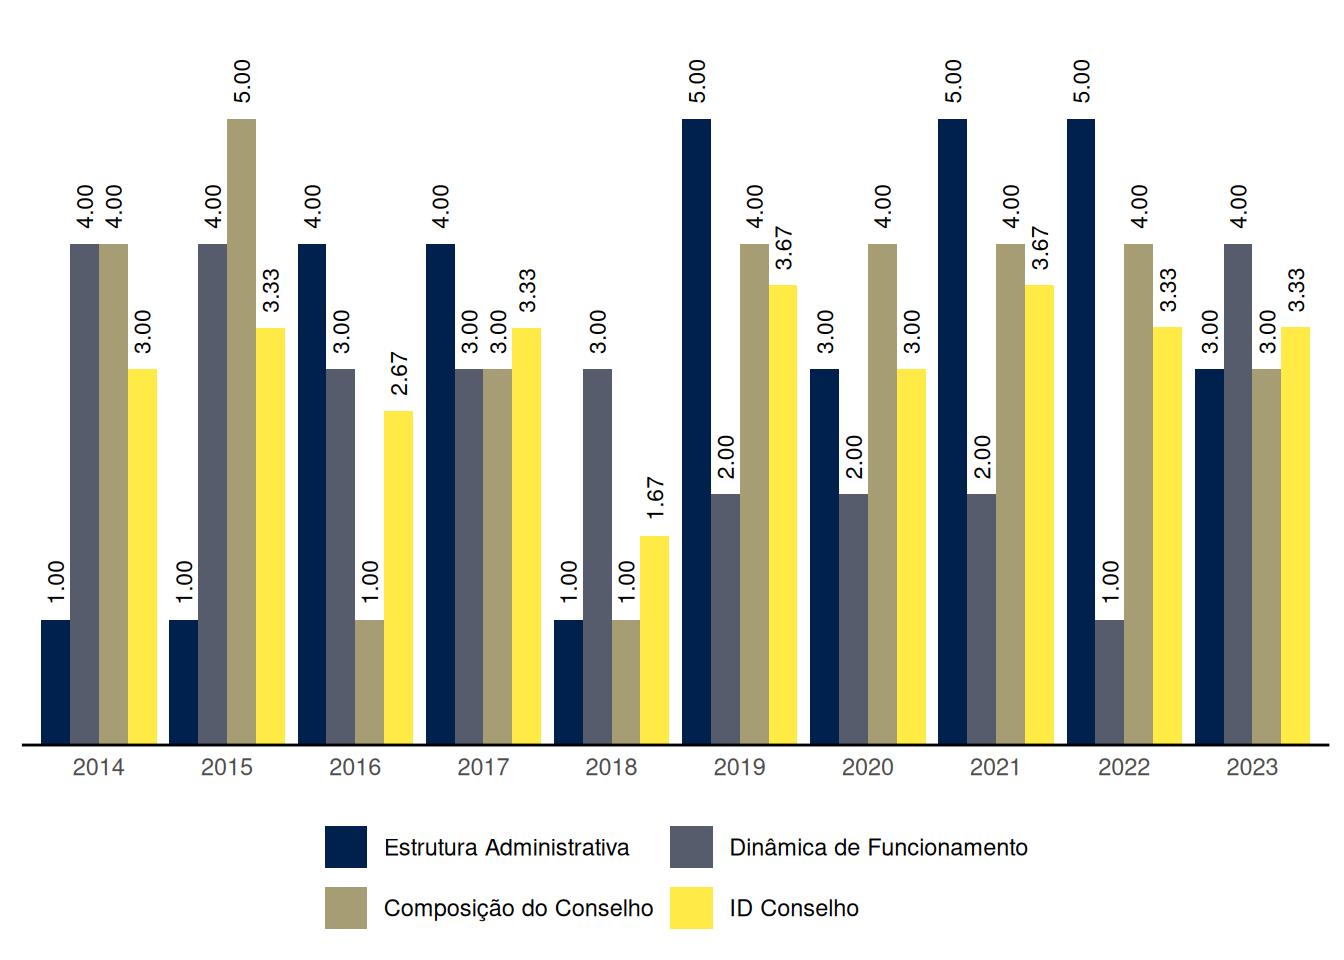 1.00 4.00 4.00 3.00
1.00 4.00 5.00 3.33
4.00 3.00 1.00 2.67
4.00 3.00 3.00 3.33
1.00 3.00 1.00 1.67
5.00 2.00 4.00 3.67
3.00 2.00 4.00 3.00
5.00 2.00 4.00 3.67
5.00 1.00 4.00 3.33
3.00 4.00 3.00 3.33
2014 2015 2016 2017 2018 2019 2020 2021 2022 2023
Estrutura Administrativa Dinâmica de Funcionamento
Composição do Conselho ID Conselho